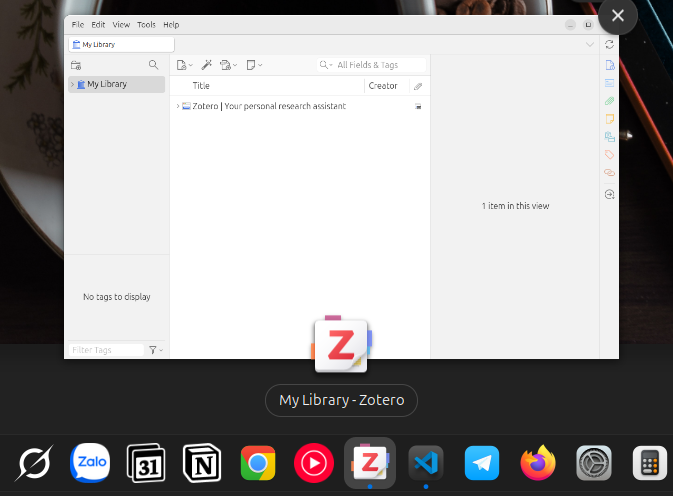 File Edit View Tools Help
My Library
All Fields & Tags
My Library
Title
Creator
Zotero | Your personal research assistant
1 item in this view
No tags to display
Filter Tags
Z
My Library - Zotero
Zalo
31
N
Z